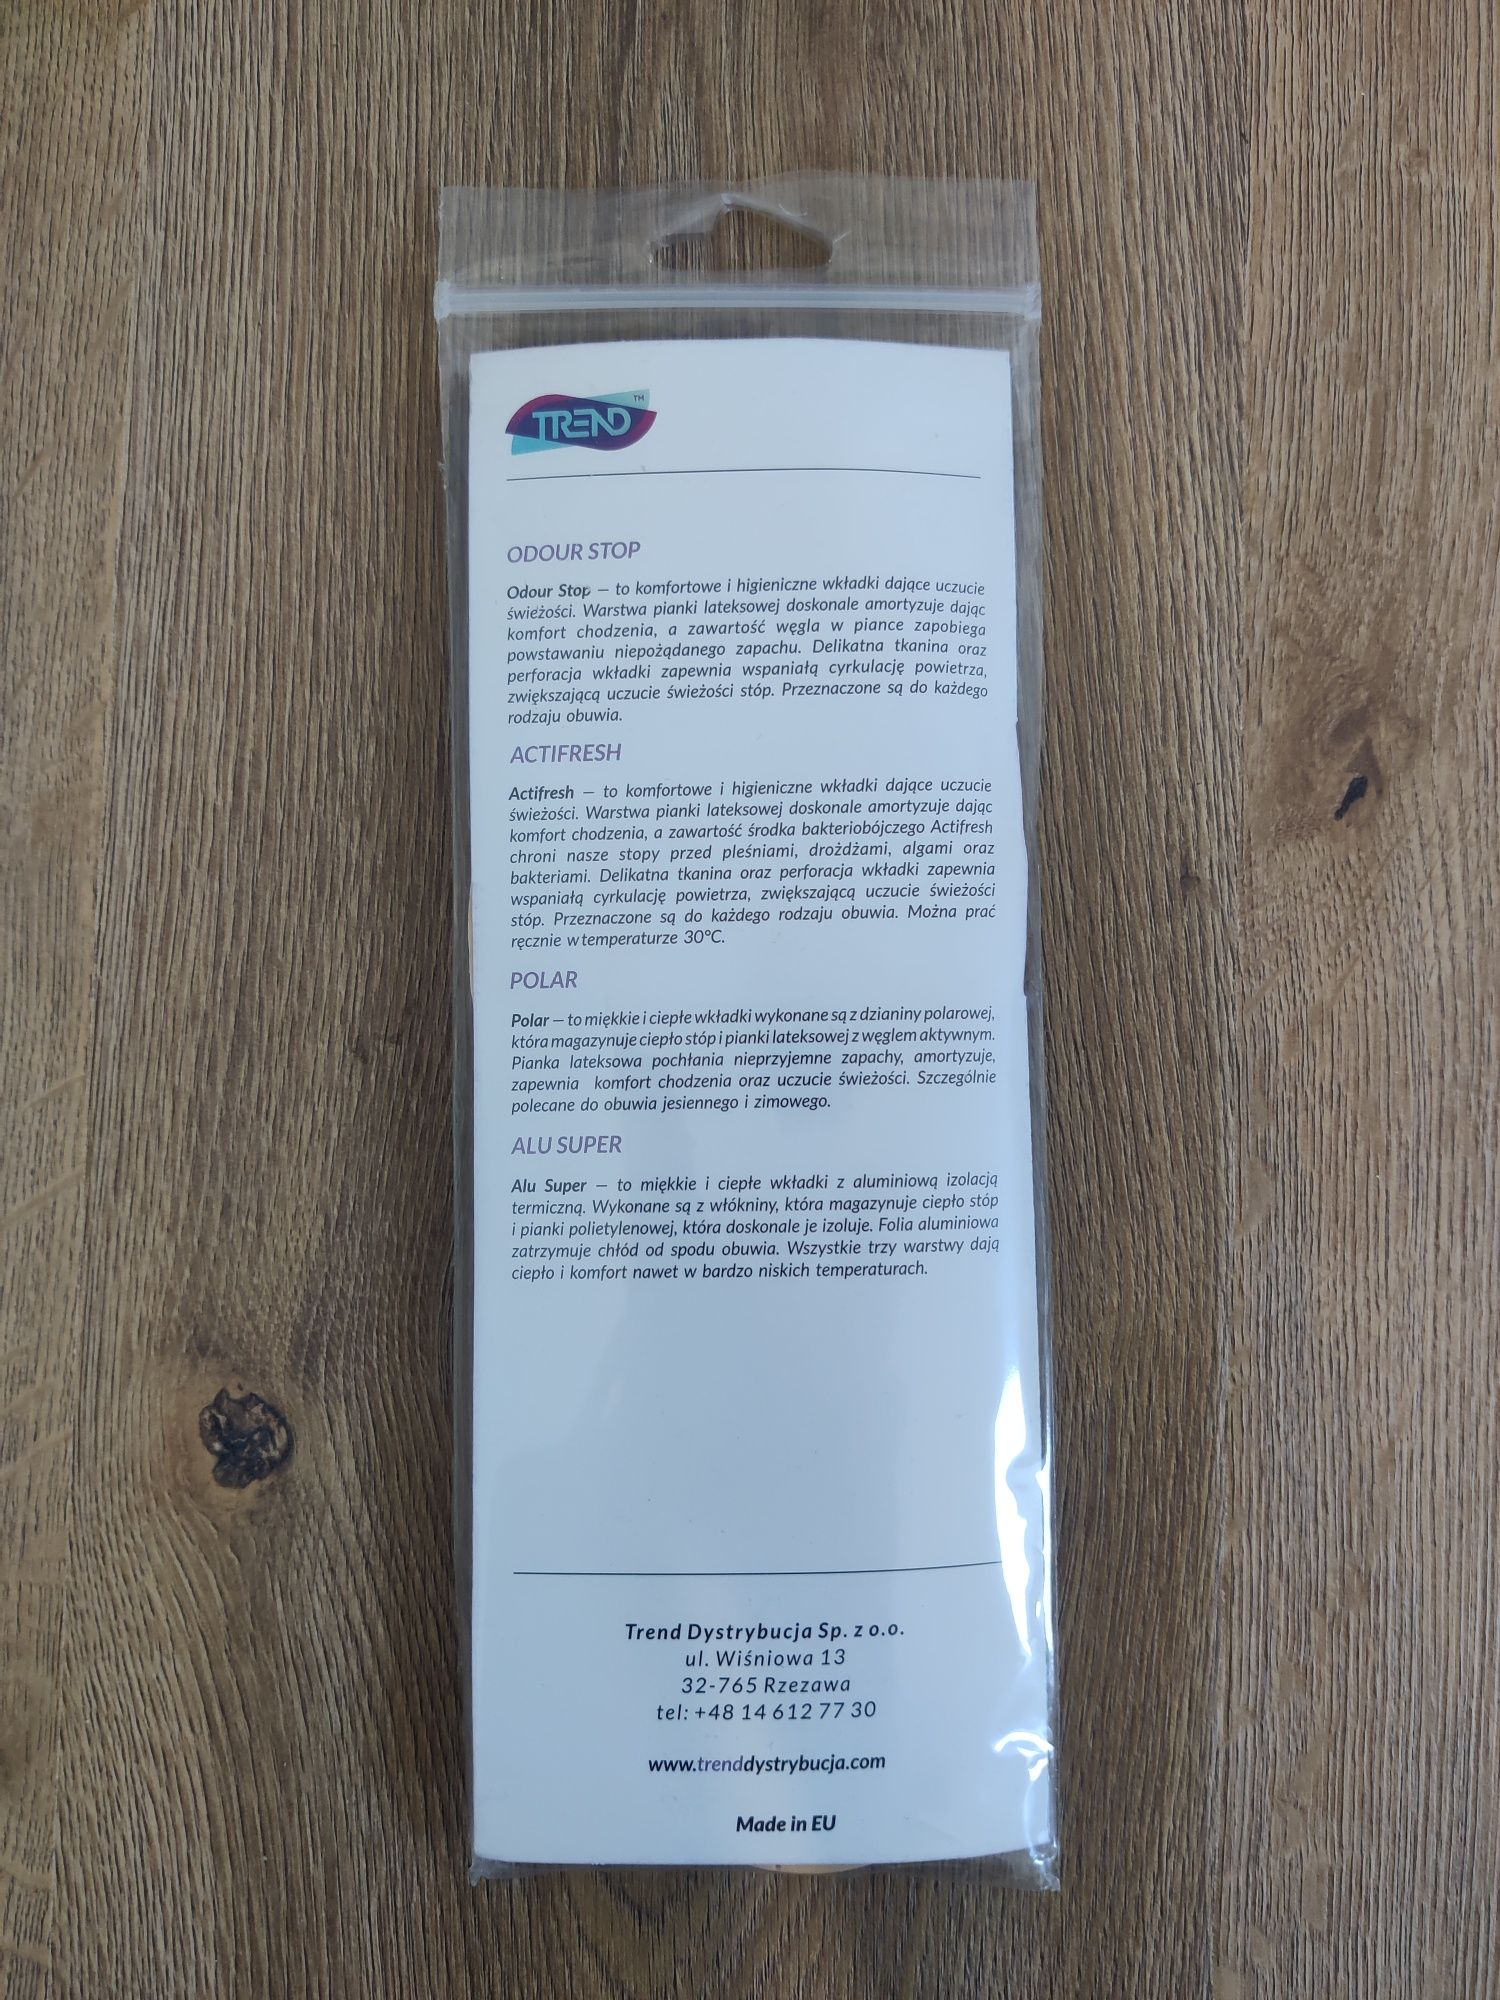 TREND™
ODOUR STOP
Odour Stop — to komfortowe i higieniczne wkładki dające uczucie
świeżości. Warstwa pianki lateksowej doskonale amortyzuje dając
komfort chodzenia, a zawartość węgla w piance zapobiega
powstawaniu niepożądanego zapachu. Delikatna tkanina oraz
perforacja wkładki zapewnia wspaniałą cyrkulację powietrza,
zwiększającą uczucie świeżości stóp. Przeznaczone są do każdego
rodzaju obuwia.
ACTIFRESH
Actifresh — to komfortowe i higieniczne wkładki dające uczucie
świeżości. Warstwa pianki lateksowej doskonale amortyzuje dając
komfort chodzenia, a zawartość środka bakteriobójczego Actifresh
chroni nasze stopy przed pleśniami, drożdżami, algami oraz
bakteriami. Delikatna tkanina oraz perforacja wkładki zapewnia
wspaniałą cyrkulację powietrza, zwiększającą uczucie świeżości
stóp. Przeznaczone są do każdego rodzaju obuwia. Można prać
ręcznie w temperaturze 30°C.
POLAR
Polar — to miękkie i ciepłe wkładki wykonane są z dzianiny polarowej,
która magazynuje ciepło stóp i pianki lateksowej z węglem aktywnym.
Pianka lateksowa pochłania nieprzyjemne zapachy, amortyzuje,
zapewnia komfort chodzenia oraz uczucie świeżości. Szczególnie
polecane do obuwia jesiennego i zimowego.
ALU SUPER
Alu Super — to miękkie i ciepłe wkładki z aluminiową izolacją
termiczną. Wykonane są z włókniny, która magazynuje ciepło stóp
i pianki polietylenowej, która doskonale je izoluje. Folia aluminiowa
zatrzymuje chłód od spodu obuwia. Wszystkie trzy warstwy dają
ciepło i komfort nawet w bardzo niskich temperaturach.
Trend Dystrybucja Sp. z o.o.
ul. Wiśniowa 13
32-765 Rzezawa
tel: +48 14 612 77 30
www.trenddystrybucja.com
Made in EU